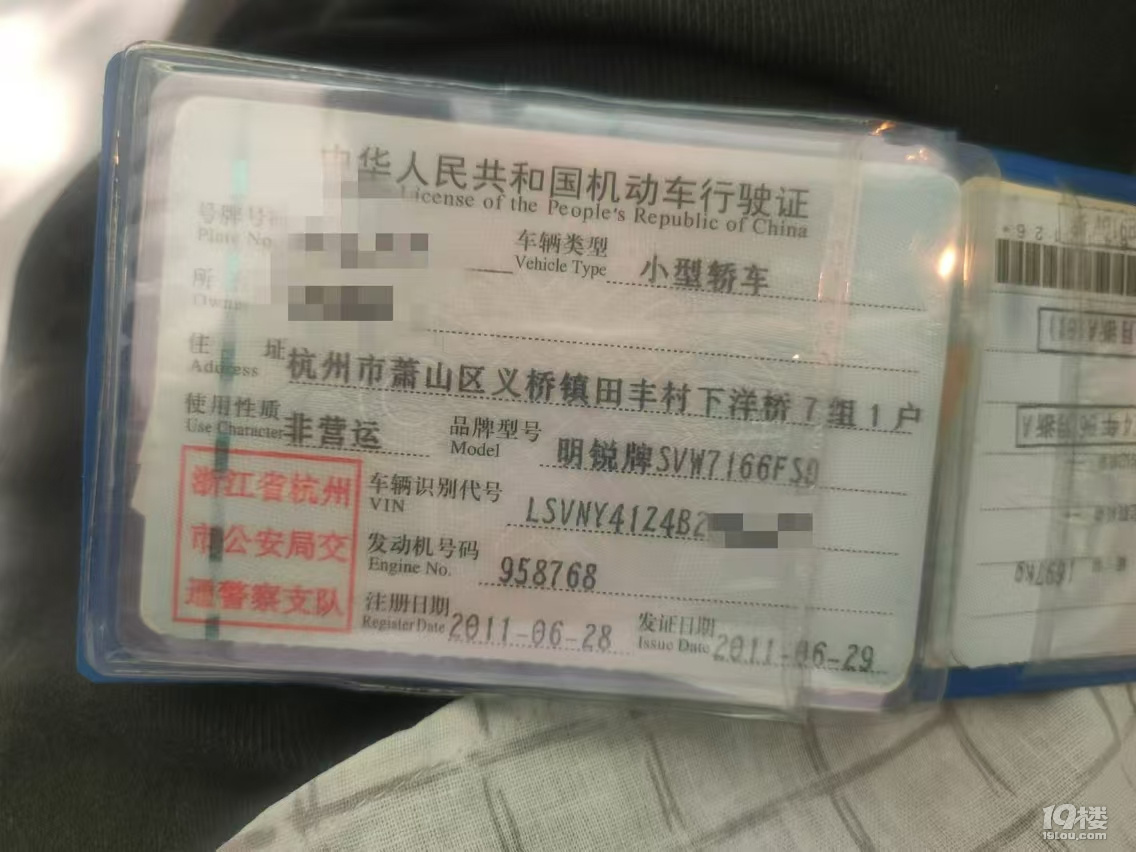 中华人民共和国机动车行驶证
License of the People's Republic of China
号牌号
Plate No.
车辆类型
Vehicle Type
小型轿车
所
Owner
住 址
Address
杭州市萧山区义桥镇田丰村下洋桥7组1户
使用性质
Use Character
非营运
品牌型号
Model
明锐牌SVW7166FSD
浙江省杭州
市公安局交
通警察支队
车辆识别代号
VIN
LSVNY41Z4B2
发动机号码
Engine No.
958768
注册日期
Register Date
2011-06-28
发证日期
Issue Date
2011-06-29
1697kg
19楼
19lou.com